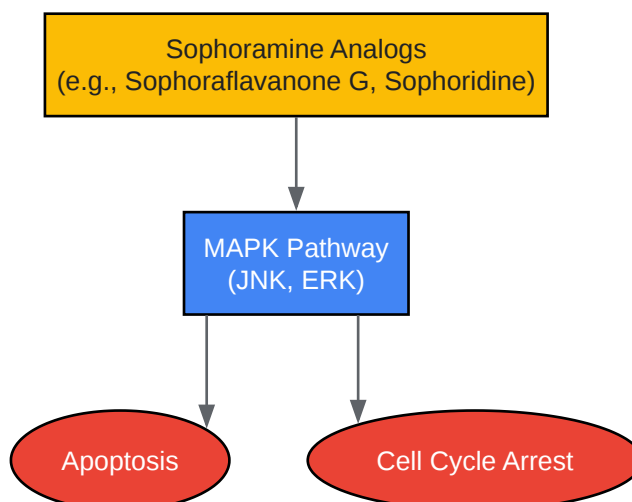 Sophoramine Analogs
(e.g., Sophoraflavanone G, Sophoridine)
MAPK Pathway
(JNK, ERK)
Apoptosis
Cell Cycle Arrest